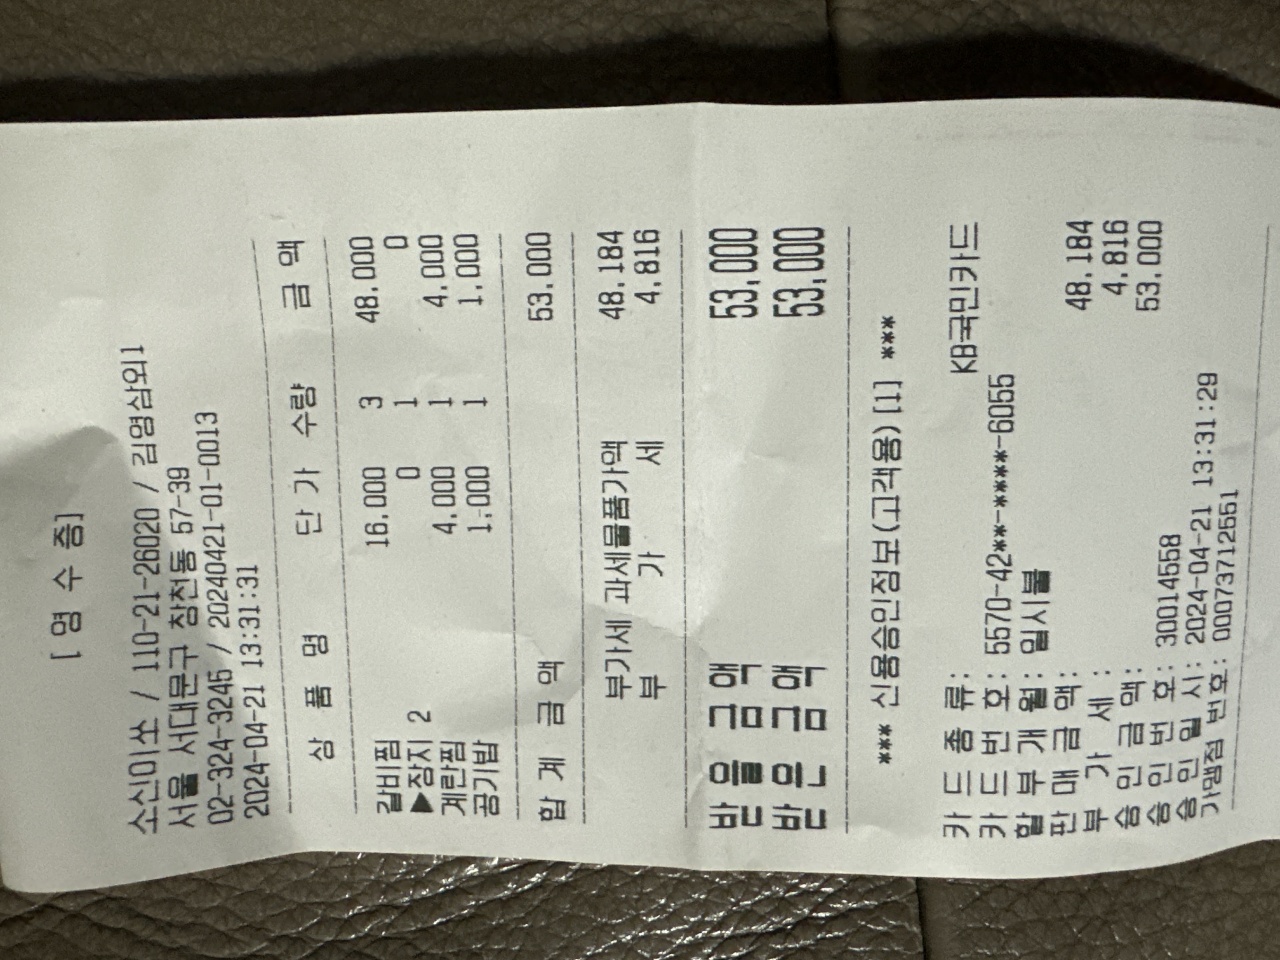 [ 영 수 증]
소신이쏘 / 110-21-26020 / 김영삼외1
서울 서대문구 창천동 57-39
02-324-3245 / 20240421-01-0013
2024-04-21 13:31:31
상 품 명 단 가 수량 금 액
갈비찜 16,000 3 48,000
▶장지 2 0 1 0
계란찜 4,000 1 4,000
공기밥 1,000 1 1,000
합 계 금 액 53,000
부가세 과세물품가액 48,184
부 가 세 4,816
받을금액 53,000
받은금액 53,000
*** 신용승인정보(고객용) [1] ***
카 드 종 류: KB국민카드
카 드 번 호: 5570-42**-****-6055
할 부 개 월: 일시불
판 매 금 액: 48,184
부 가 세 : 4,816
승 인 금 액: 53,000
승 인 번 호: 30014558
승 인 일 시: 2024-04-21 13:31:29
가맹점 번호: 00073712551